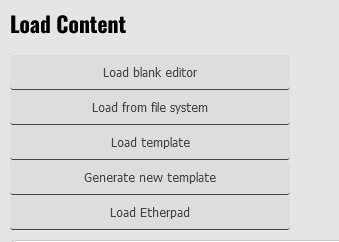 Load Content
Load blank editor
Load from file system
Load template
Generate new template
Load Etherpad